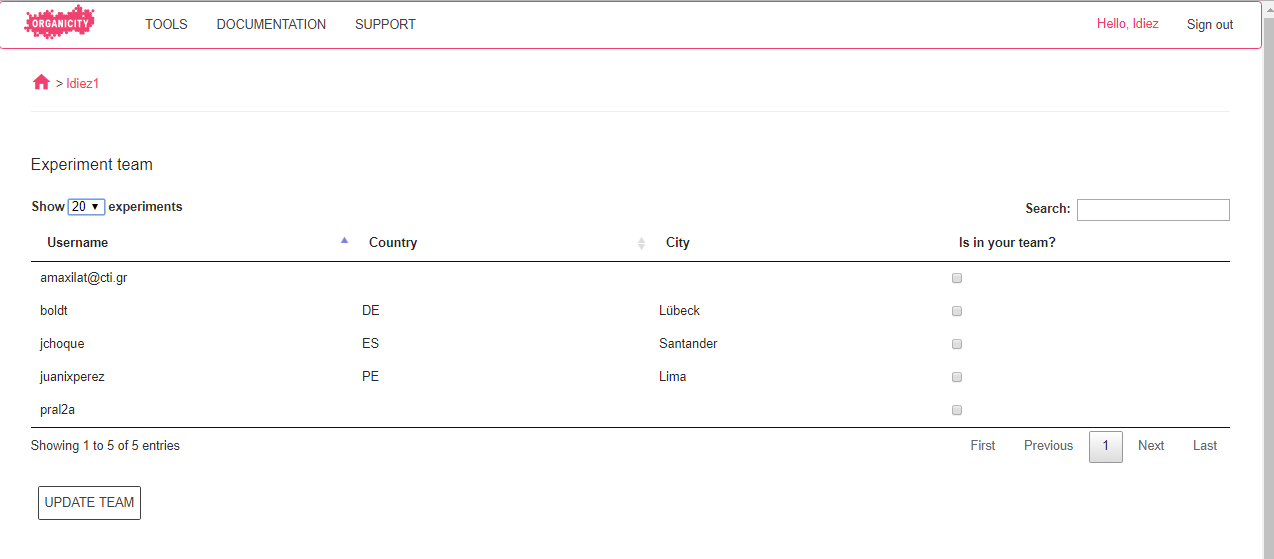 ORGANICITY TOOLS DOCUMENTATION SUPPORT Hello, ldiez Sign out
> ldiez1
Experiment team
Show 20 experiments Search:
Username Country City Is in your team?
amaxilat@cti.gr
boldt DE Lübeck
jchoque ES Santander
juanixperez PE Lima
pral2a
Showing 1 to 5 of 5 entries First Previous 1 Next Last
UPDATE TEAM